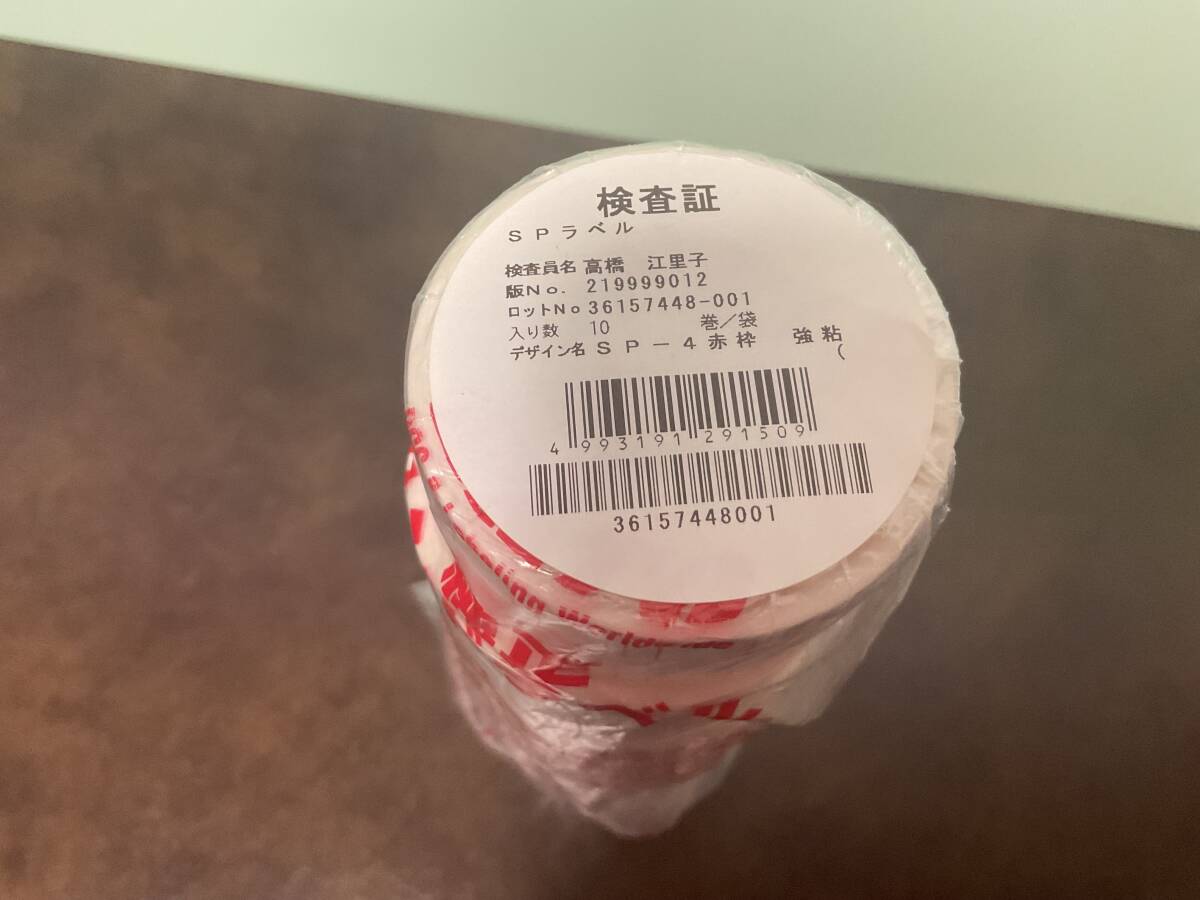 検査証
ＳＰラベル
検査員名 高橋　江里子
版No. 219999012
ロットNo 36157448-001
入り数 10 巻／袋
デザイン名 ＳＰ－４赤枠　強粘
(
4 993191 291509
36157448001
Labeling Worldwide